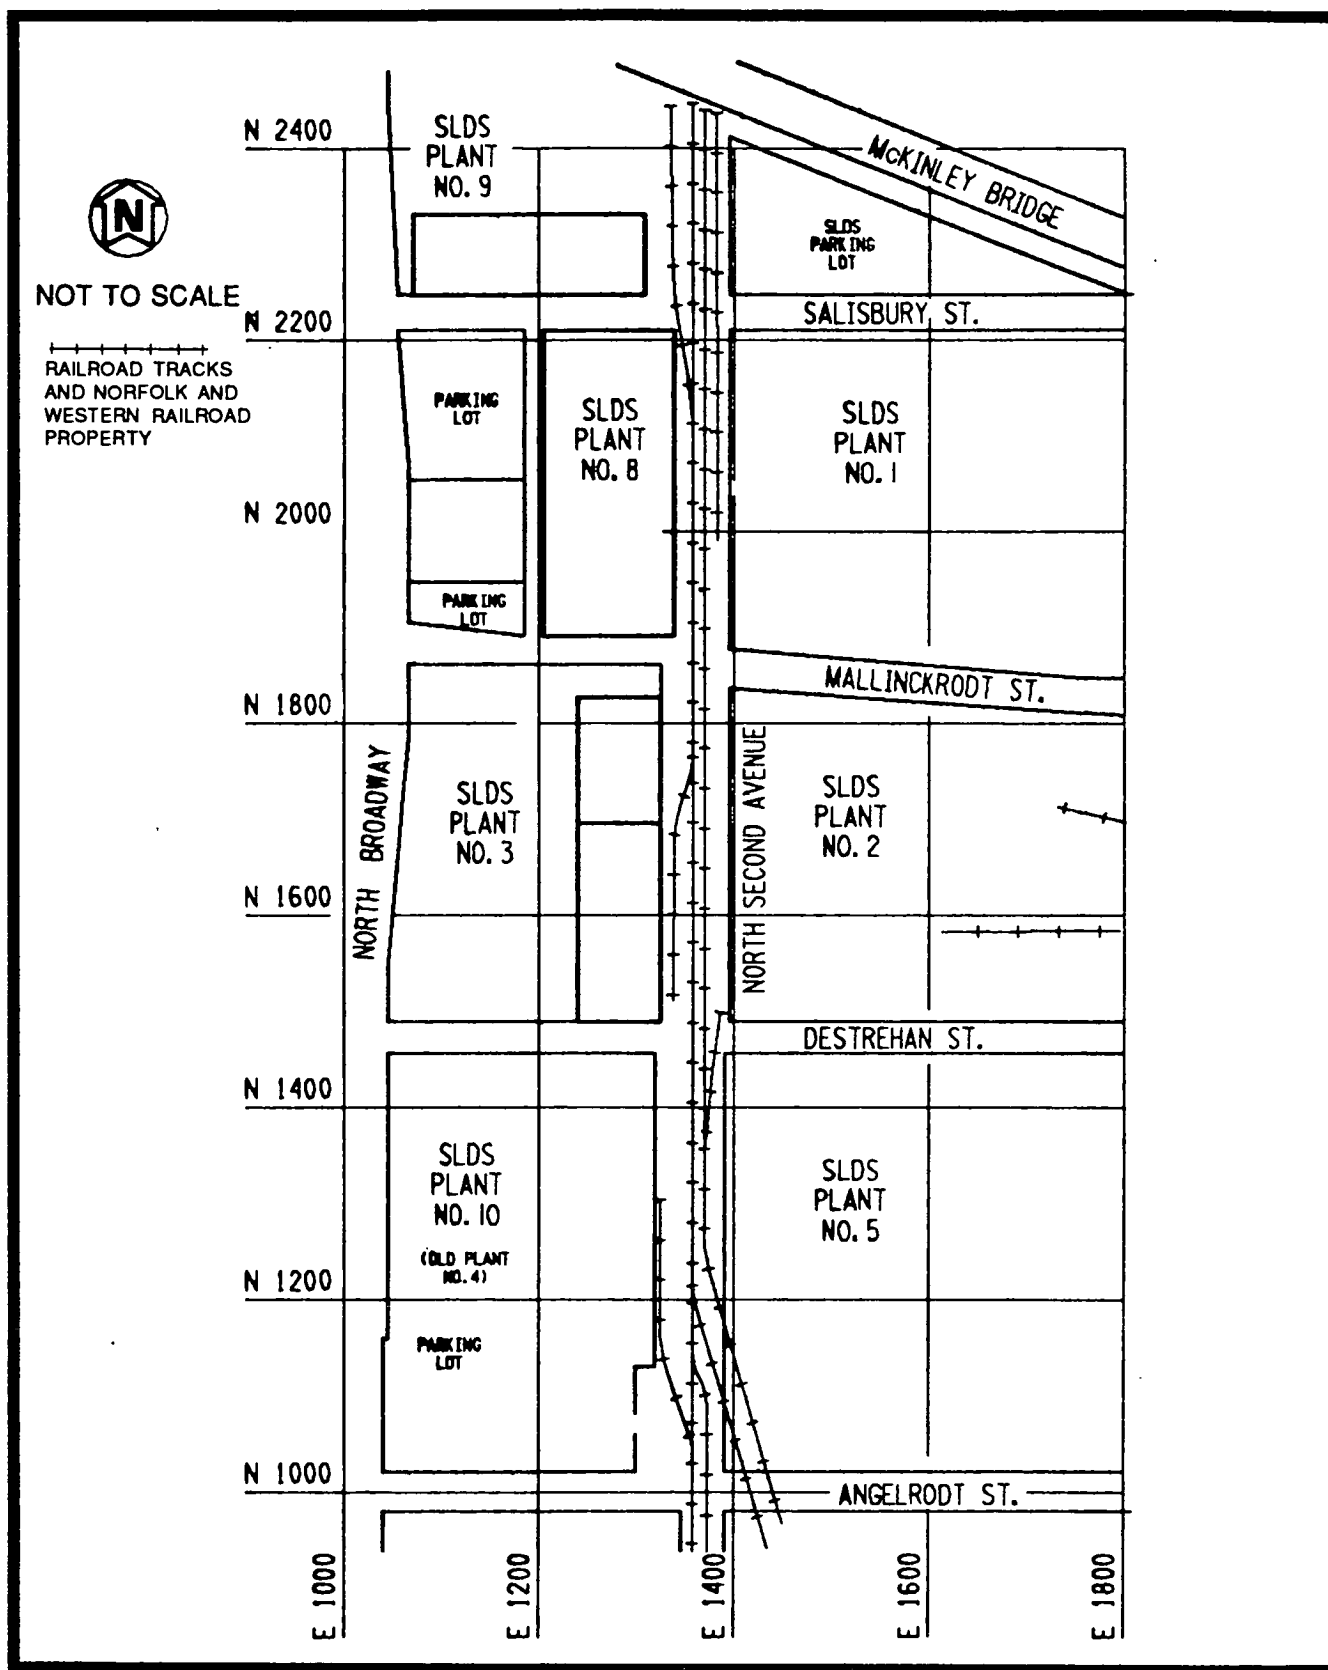 N 2400
SLDS
PLANT
NO. 9
McKINLEY BRIDGE
N
SLDS
PARKING
LOT
NOT TO SCALE
N 2200
SALISBURY ST.
RAILROAD TRACKS
AND NORFOLK AND
WESTERN RAILROAD
PROPERTY
PARKING
LOT
SLDS
PLANT
NO. 8
SLDS
PLANT
NO. 1
N 2000
PARKING
LOT
MALLINCKRODT ST.
N 1800
NORTH BROADWAY
SLDS
PLANT
NO. 3
NORTH SECOND AVENUE
SLDS
PLANT
NO. 2
N 1600
DESTREHAN ST.
N 1400
SLDS
PLANT
NO. 10
(OLD PLANT
NO. 4)
SLDS
PLANT
NO. 5
N 1200
PARKING
LOT
N 1000
ANGELRODT ST.
E 1000
E 1200
E 1400
E 1600
E 1800